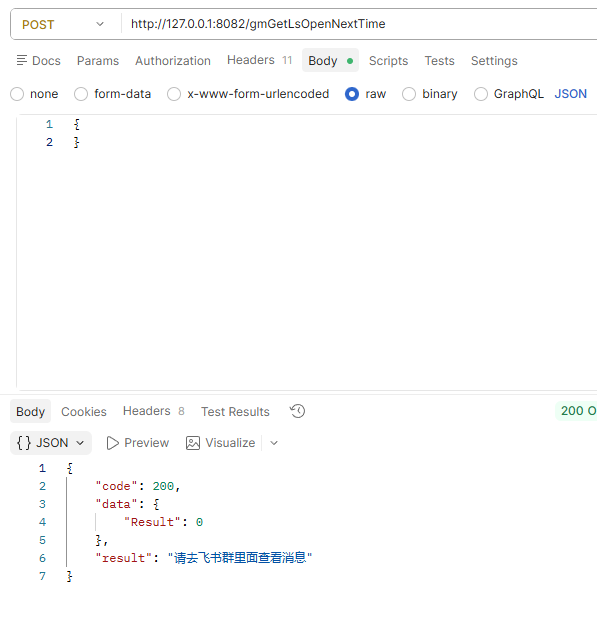 POST http://127.0.0.1:8082/gmGetLsOpenNextTime
Docs Params Authorization Headers 11 Body Scripts Tests Settings
none form-data x-www-form-urlencoded raw binary GraphQL JSON
1 {
2 }
Body Cookies Headers 8 Test Results 200 O
{} JSON Preview Visualize
1 {
2 "code": 200,
3 "data": {
4 "Result": 0
5 },
6 "result": "请去飞书群里面查看消息"
7 }